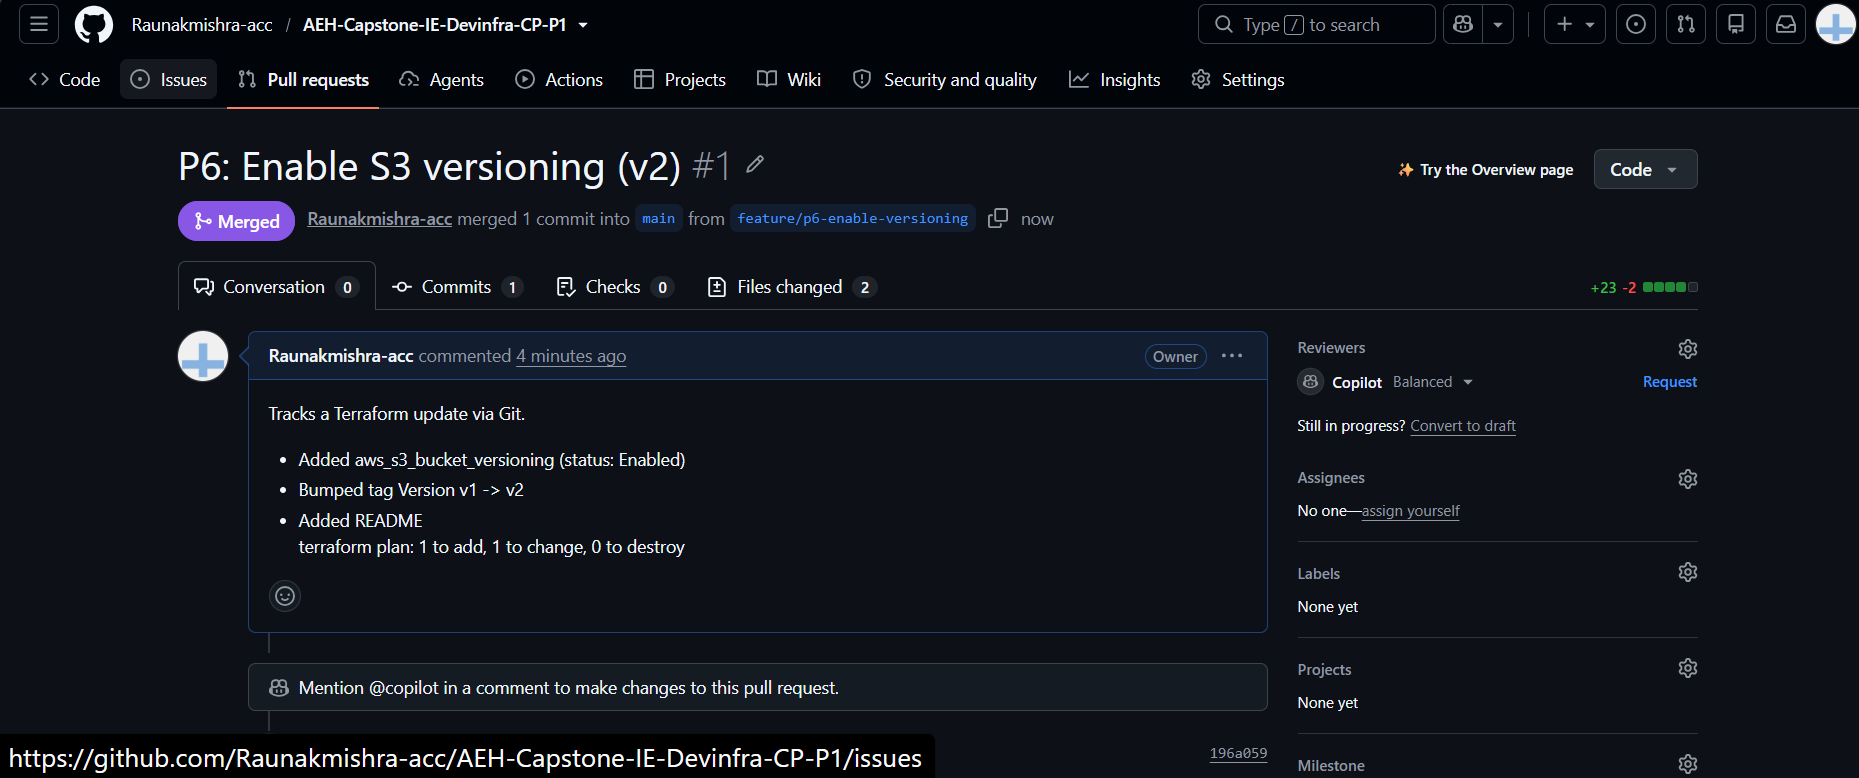 Raunakmishra-acc / AEH-Capstone-IE-Devinfra-CP-P1
Type / to search
Code Issues Pull requests Agents Actions Projects Wiki Security and quality Insights Settings
P6: Enable S3 versioning (v2) #1
Try the Overview page Code
Merged Raunakmishra-acc merged 1 commit into main from feature/p6-enable-versioning now
Conversation 0 Commits 1 Checks 0 Files changed 2 +23 -2
Raunakmishra-acc commented 4 minutes ago Owner ...
Tracks a Terraform update via Git.
• Added aws_s3_bucket_versioning (status: Enabled)
• Bumped tag Version v1 -> v2
• Added README
terraform plan: 1 to add, 1 to change, 0 to destroy
Mention @copilot in a comment to make changes to this pull request.
196a059
Reviewers
Copilot Balanced Request
Still in progress? Convert to draft
Assignees
No one—assign yourself
Labels
None yet
Projects
None yet
Milestone
https://github.com/Raunakmishra-acc/AEH-Capstone-IE-Devinfra-CP-P1/issues